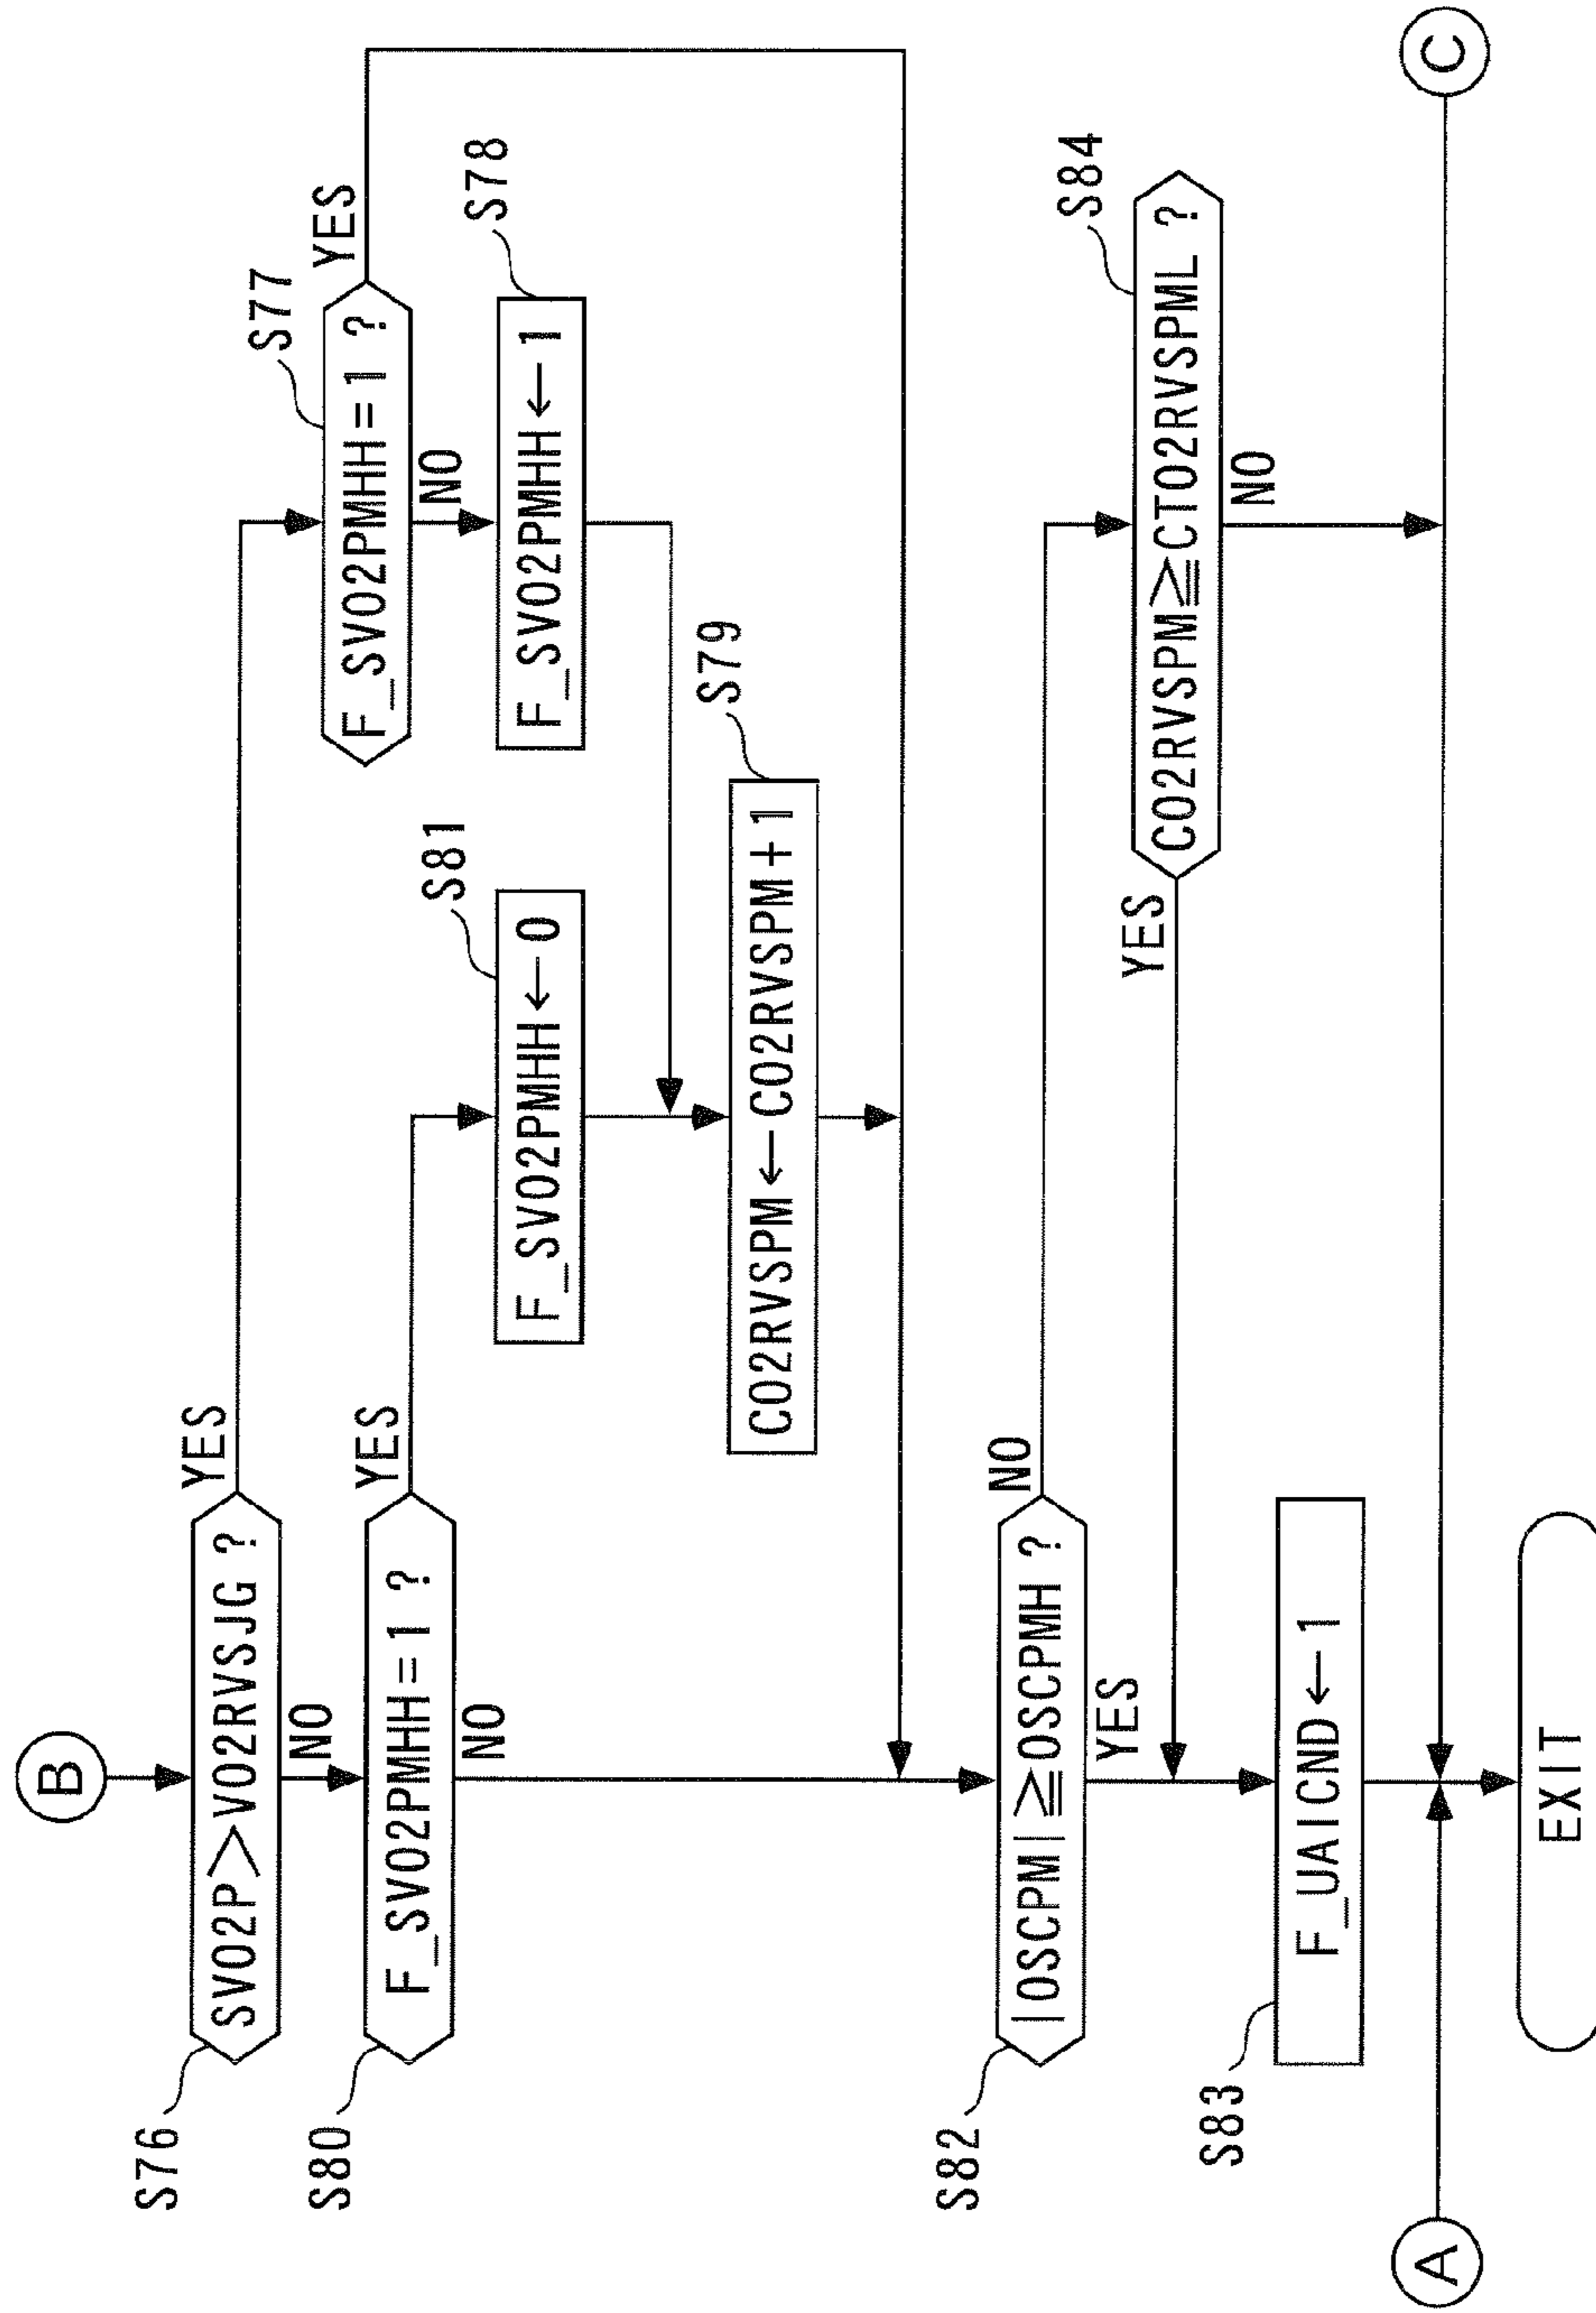 B
S76
SVO2P>VO2RVSJG ?
YES
NO
S77
F_SVO2PMHH=1 ?
YES
NO
S80
F_SVO2PMHH=1 ?
YES
NO
S81
F_SVO2PMHH←0
S78
F_SVO2PMHH←1
S79
CO2RVSPM←CO2RVSPM+1
S82
|OSCPM|≧OSCPMH ?
NO
YES
S84
CO2RVSPM≧CTO2RVSPML ?
YES
NO
S83
F_UAICND←1
A
C
EXIT